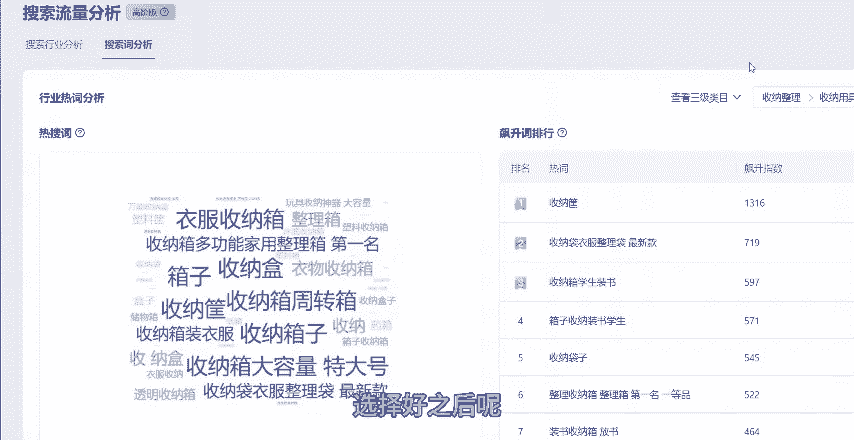 搜索流量分析 高阶版
搜索行业分析 搜索词分析
行业热词分析
查看三级类目 收纳整理 > 收纳用具
热搜词
玩具收纳神器 大容量
衣服收纳箱 整理箱
塑料收纳箱
收纳箱多功能家用整理箱 第一名
箱子 收纳盒 衣物收纳箱
盒子 收纳筐 收纳箱周转箱 收纳盒子
储物箱
收纳箱装衣服 收纳箱子 收纳
箱子收纳箱
收 纳盒 收纳箱大容量 特大号
衣服收纳
透明收纳箱 收纳袋衣服整理袋 最新款
飙升词排行
排名 热词 飙升指数
1 收纳筐 1316
2 收纳袋衣服整理袋 最新款 719
3 收纳箱学生装书 597
4 箱子收纳装书学生 571
5 收纳袋子 545
6 整理收纳箱 整理箱 第一名 一等品 522
7 装书收纳箱 放书 464
选择好之后呢